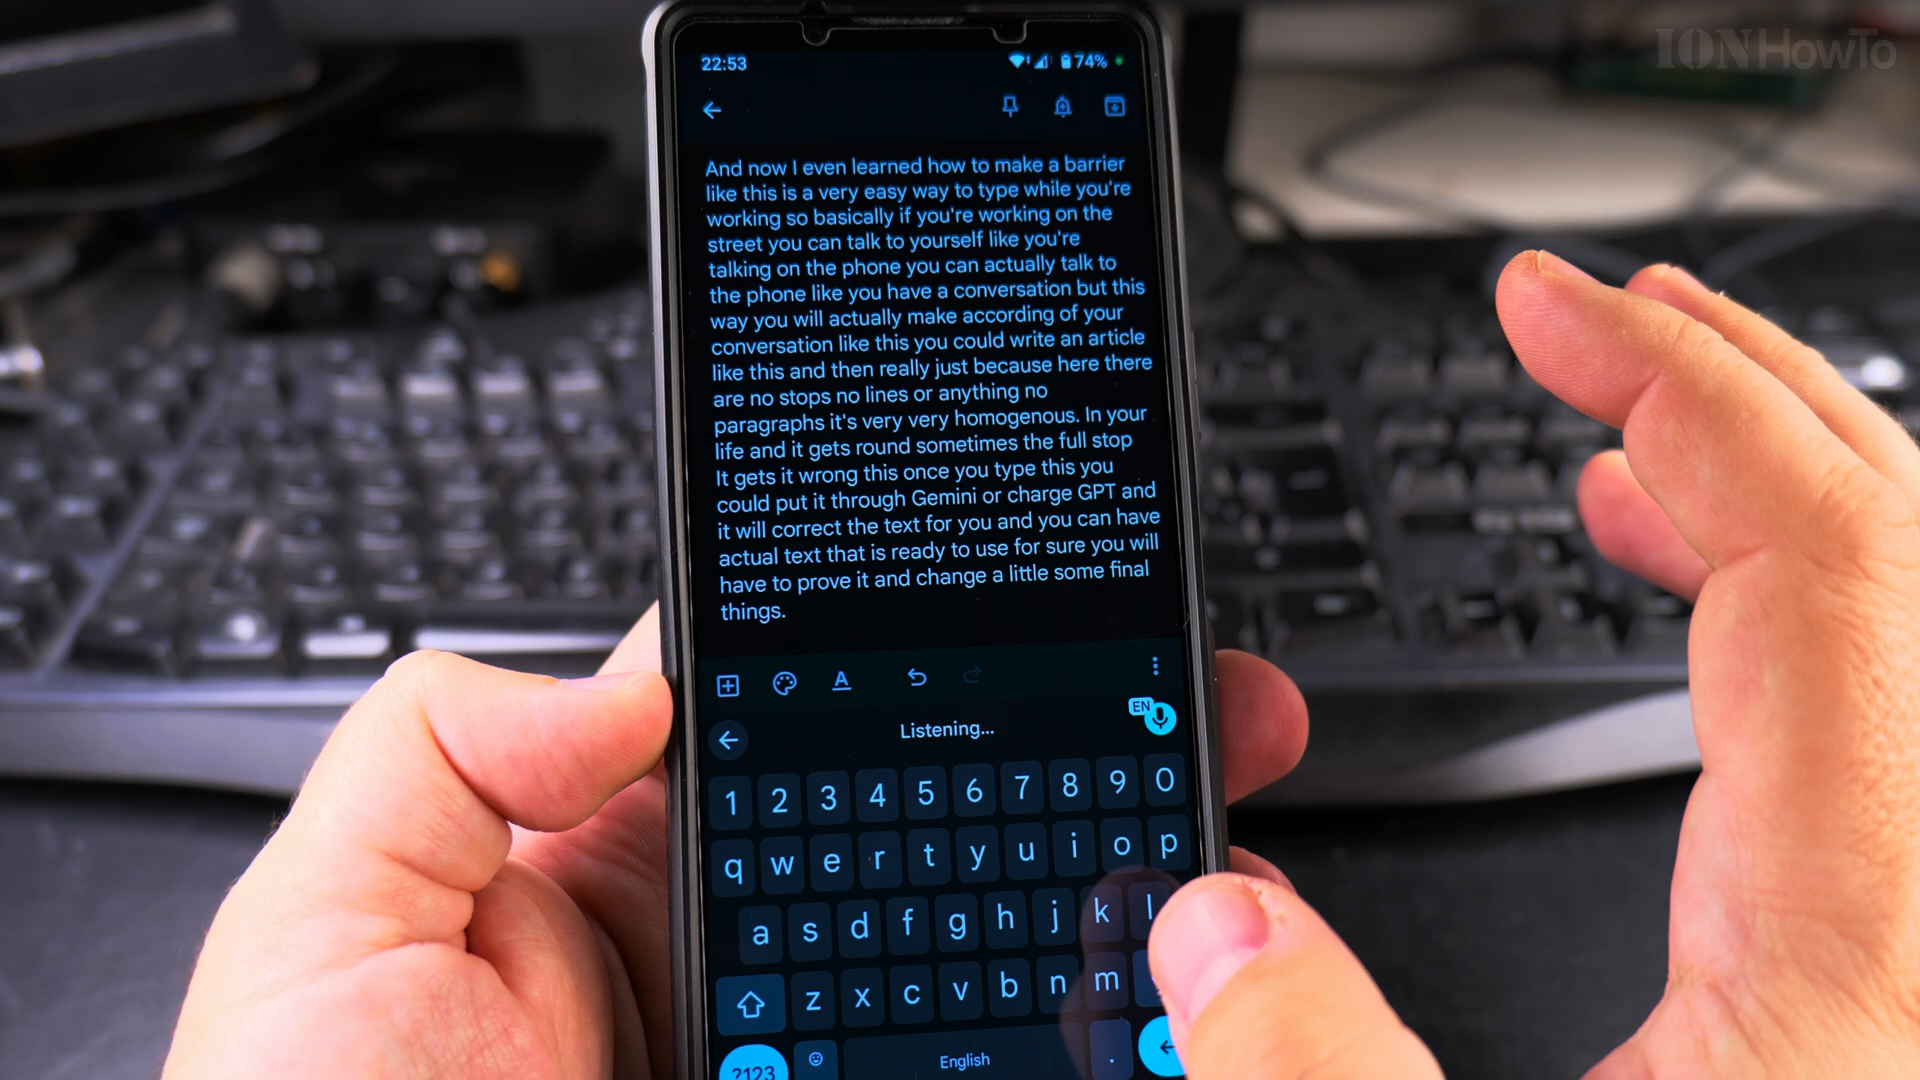 IONHowTo
22:53
74%
And now I even learned how to make a barrier
like this is a very easy way to type while you're
working so basically if you're working on the
street you can talk to yourself like you're
talking on the phone you can actually talk to
the phone like you have a conversation but this
way you will actually make according of your
conversation like this you could write an article
like this and then really just because here there
are no stops no lines or anything no
paragraphs it's very very homogenous. In your
life and it gets round sometimes the full stop
It gets it wrong this once you type this you
could put it through Gemini or charge GPT and
it will correct the text for you and you can have
actual text that is ready to use for sure you will
have to prove it and change a little some final
things.
A
EN
Listening...
1 2 3 4 5 6 7 8 9 0
q w e r t y u i o p
a s d f g h j k l
z x c v b n m
?123 English .